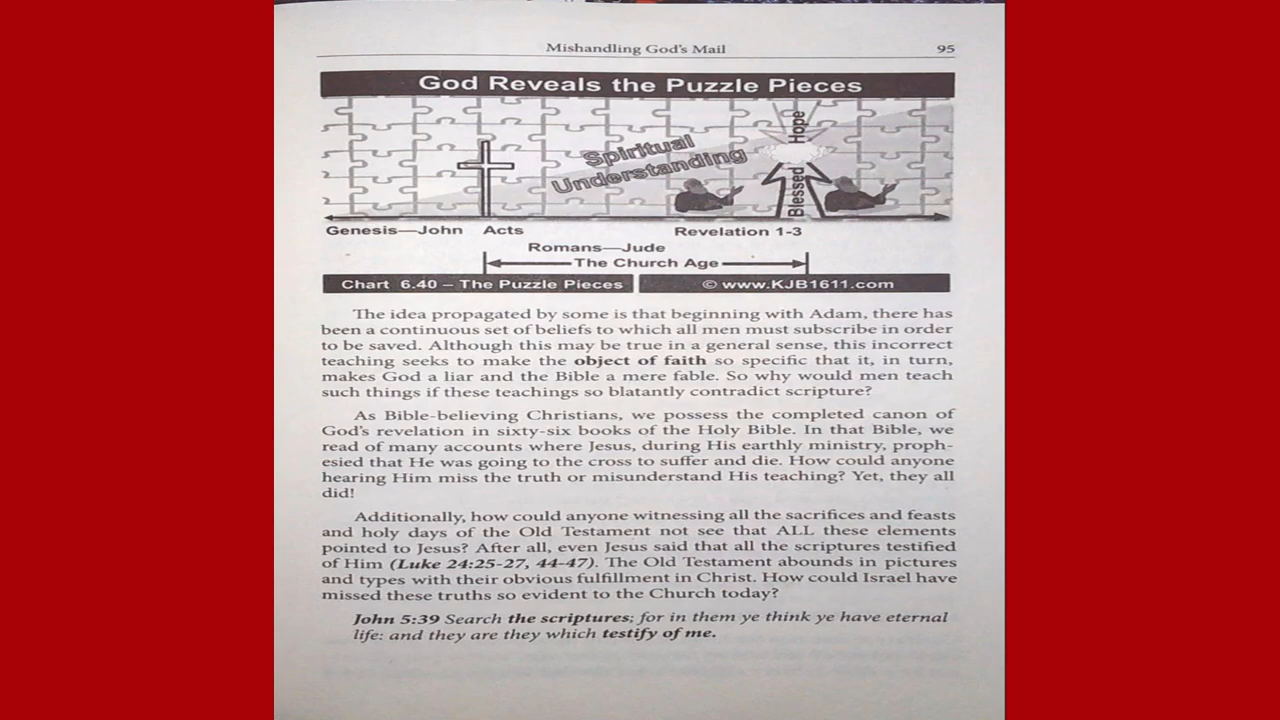 Mishandling God's Mail 95
God Reveals the Puzzle Pieces
Spiritual
Understanding
Blessed Hope
Genesis—John Acts Revelation 1-3
Romans—Jude
The Church Age
Chart 6.40 – The Puzzle Pieces © www.KJB1611.com
The idea propagated by some is that beginning with Adam, there has
been a continuous set of beliefs to which all men must subscribe in order
to be saved. Although this may be true in a general sense, this incorrect
teaching seeks to make the object of faith so specific that it, in turn,
makes God a liar and the Bible a mere fable. So why would men teach
such things if these teachings so blatantly contradict scripture?
As Bible-believing Christians, we possess the completed canon of
God's revelation in sixty-six books of the Holy Bible. In that Bible, we
read of many accounts where Jesus, during His earthly ministry, proph-
esied that He was going to the cross to suffer and die. How could anyone
hearing Him miss the truth or misunderstand His teaching? Yet, they all
did!
Additionally, how could anyone witnessing all the sacrifices and feasts
and holy days of the Old Testament not see that ALL these elements
pointed to Jesus? After all, even Jesus said that all the scriptures testified
of Him (Luke 24:25-27, 44-47). The Old Testament abounds in pictures
and types with their obvious fulfillment in Christ. How could Israel have
missed these truths so evident to the Church today?
John 5:39 Search the scriptures; for in them ye think ye have eternal
life: and they are they which testify of me.